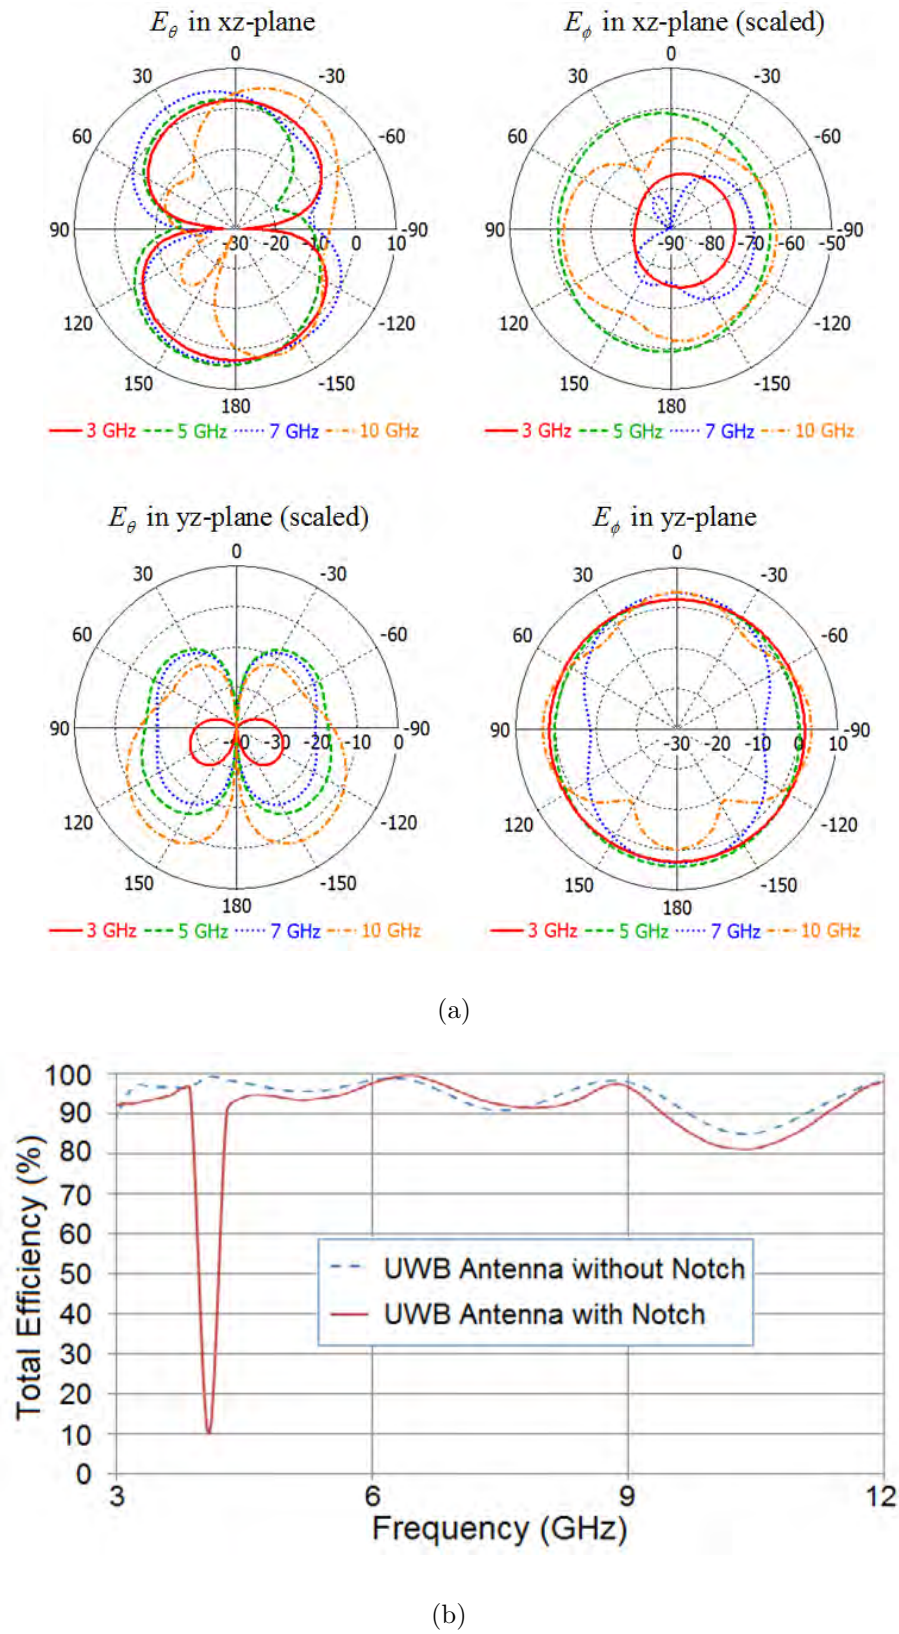 E_θ in xz-plane
E_ϕ in xz-plane (scaled)
0
30 -30
60 -60
90 -30 -20 -10 0 10 -90
120 -120
150 -150
180
0
30 -30
60 -60
90 -90 -80 -70 -60 -50 -90
120 -120
150 -150
180
3 GHz 5 GHz 7 GHz 10 GHz
3 GHz 5 GHz 7 GHz 10 GHz
E_θ in yz-plane (scaled)
E_ϕ in yz-plane
0
30 -30
60 -60
90 -40 -30 -20 -10 0 -90
120 -120
150 -150
180
0
30 -30
60 -60
90 -30 -20 -10 0 10 -90
120 -120
150 -150
180
3 GHz 5 GHz 7 GHz 10 GHz
3 GHz 5 GHz 7 GHz 10 GHz
(a)
Total Efficiency (%)
100
90
80
70
60
50
40
30
20
10
0
UWB Antenna without Notch
UWB Antenna with Notch
3 6 9 12
Frequency (GHz)
(b)